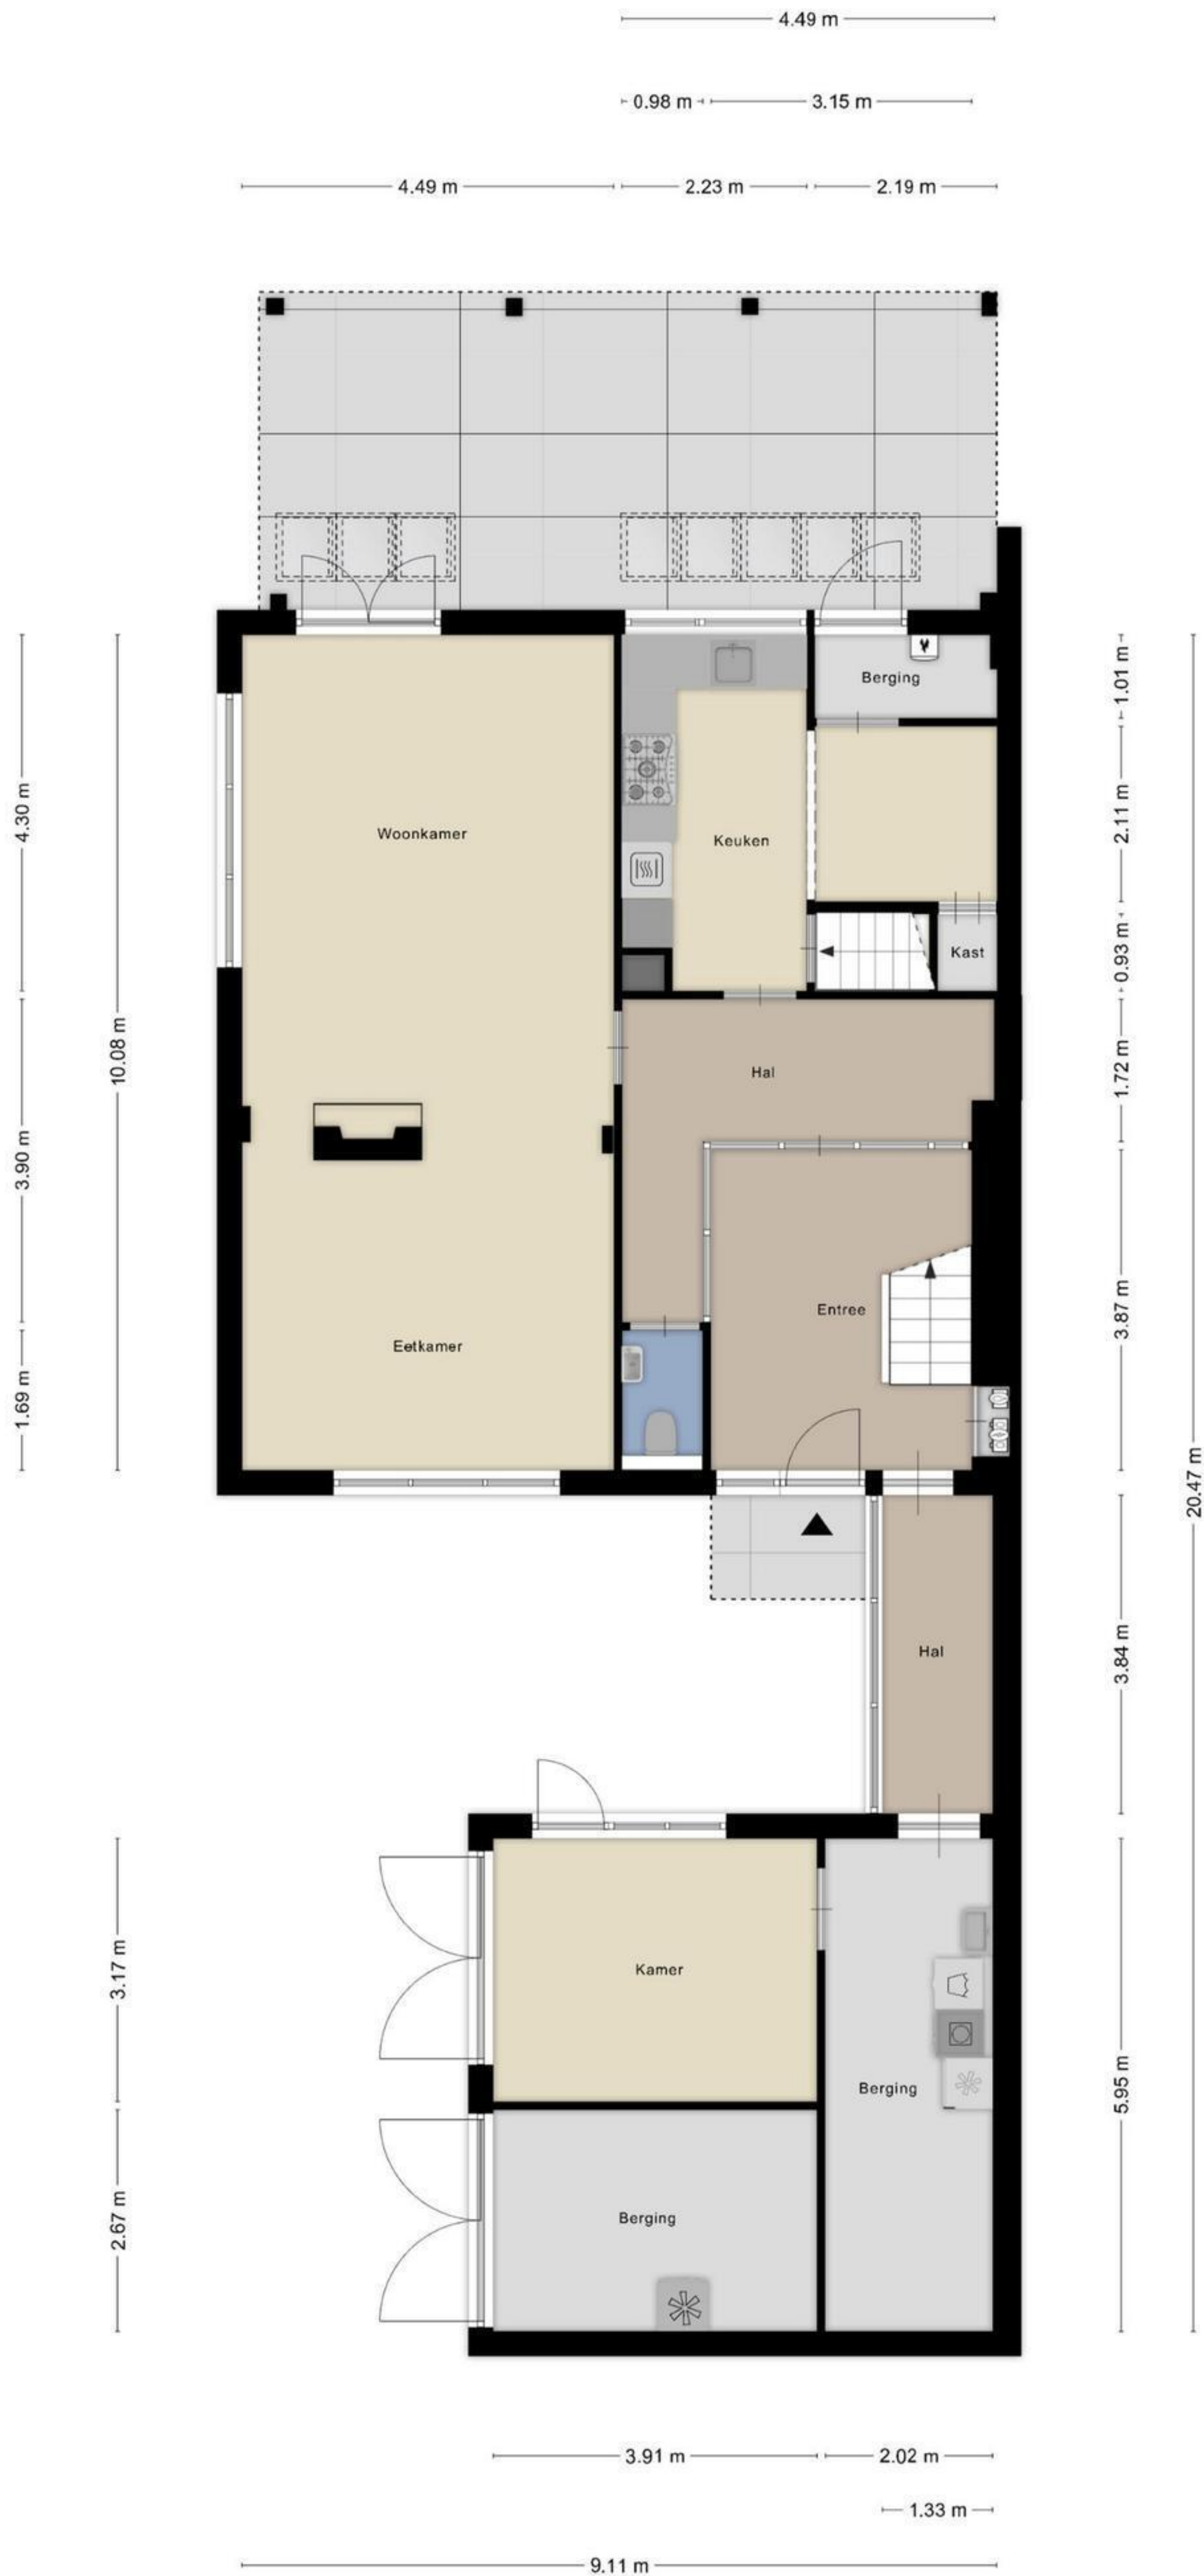 4.49 m
0.98 m
3.15 m
4.49 m
2.23 m
2.19 m
Berging
1.01 m
4.30 m
Woonkamer
Keuken
2.11 m
Kast
0.93 m
10.08 m
Hal
1.72 m
3.90 m
Entree
3.87 m
Eetkamer
1.69 m
20.47 m
Hal
3.84 m
Kamer
3.17 m
Berging
5.95 m
Berging
2.67 m
3.91 m
2.02 m
1.33 m
9.11 m